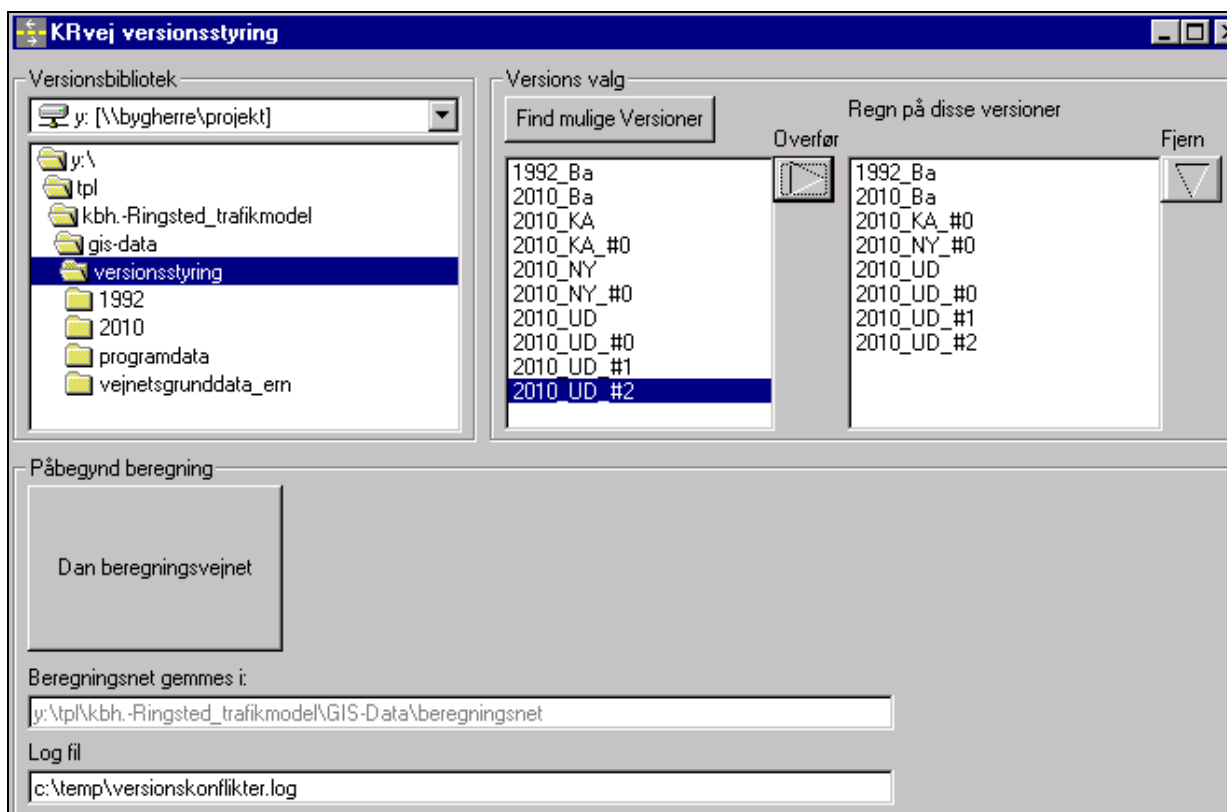 KRvej versionsstyring
Versionsbibliotek
y: [\\bygherre\projekt]
y:\
tpl
kbh.-Ringsted_trafikmodel
gis-data
versionsstyring
1992
2010
programdata
vejnetsgrunddata_ern
Versions valg
Find mulige Versioner
1992_Ba
2010_Ba
2010_KA
2010_KA_#0
2010_NY
2010_NY_#0
2010_UD
2010_UD_#0
2010_UD_#1
2010_UD_#2
Overfør
Regn på disse versioner
1992_Ba
2010_Ba
2010_KA_#0
2010_NY_#0
2010_UD
2010_UD_#0
2010_UD_#1
2010_UD_#2
Fjern
Påbegynd beregning
Dan beregningsvejnet
Beregningsnet gemmes i:
y:\tpl\kbh.-Ringsted_trafikmodel\GIS-Data\beregningsnet
Log fil
c:\temp\versionskonflikter.log